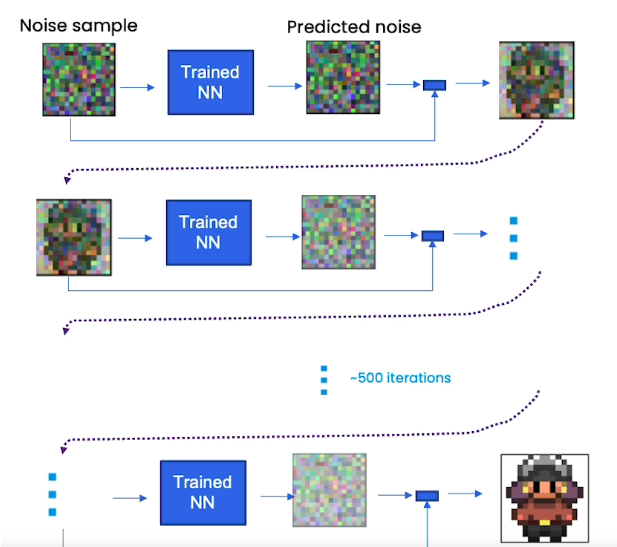 Noise sample
Predicted noise
Trained
NN
Trained
NN
~500 iterations
Trained
NN